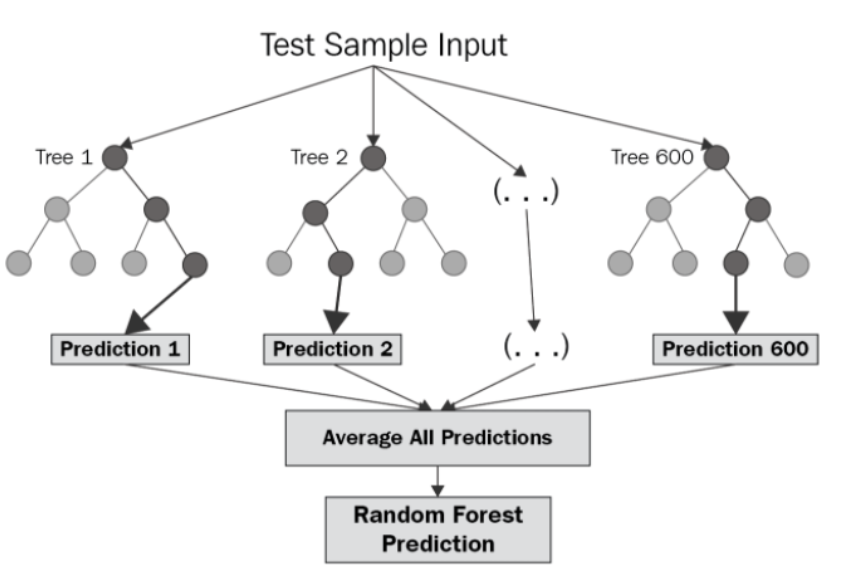 Test Sample Input
Tree 1
Tree 2
Tree 600
(. . .)
Prediction 1
Prediction 2
(. . .)
Prediction 600
Average All Predictions
Random Forest
Prediction